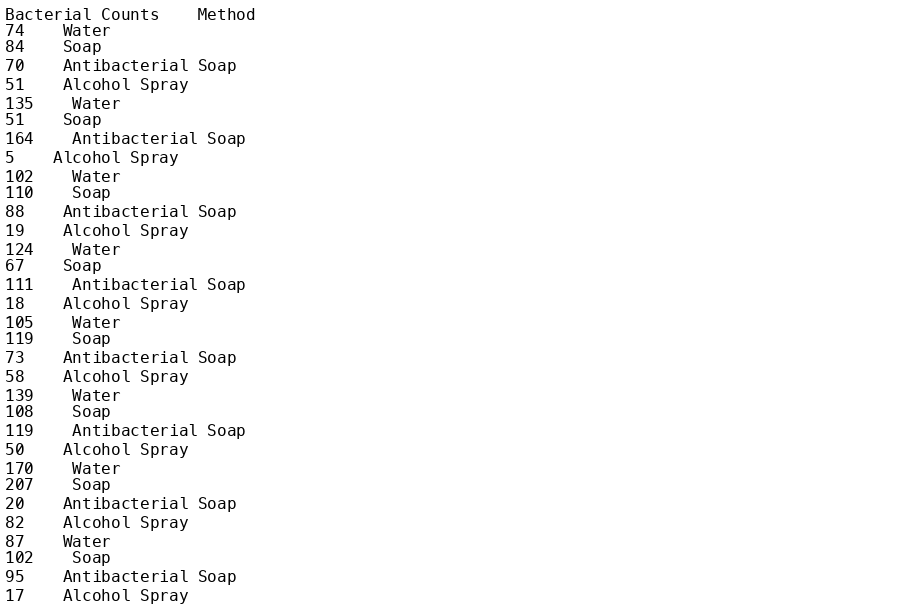 Bacterial Counts    Method
74    Water
84    Soap
70    Antibacterial Soap
51    Alcohol Spray
135    Water
51    Soap
164    Antibacterial Soap
5    Alcohol Spray
102    Water
110    Soap
88    Antibacterial Soap
19    Alcohol Spray
124    Water
67    Soap
111    Antibacterial Soap
18    Alcohol Spray
105    Water
119    Soap
73    Antibacterial Soap
58    Alcohol Spray
139    Water
108    Soap
119    Antibacterial Soap
50    Alcohol Spray
170    Water
207    Soap
20    Antibacterial Soap
82    Alcohol Spray
87    Water
102    Soap
95    Antibacterial Soap
17    Alcohol Spray